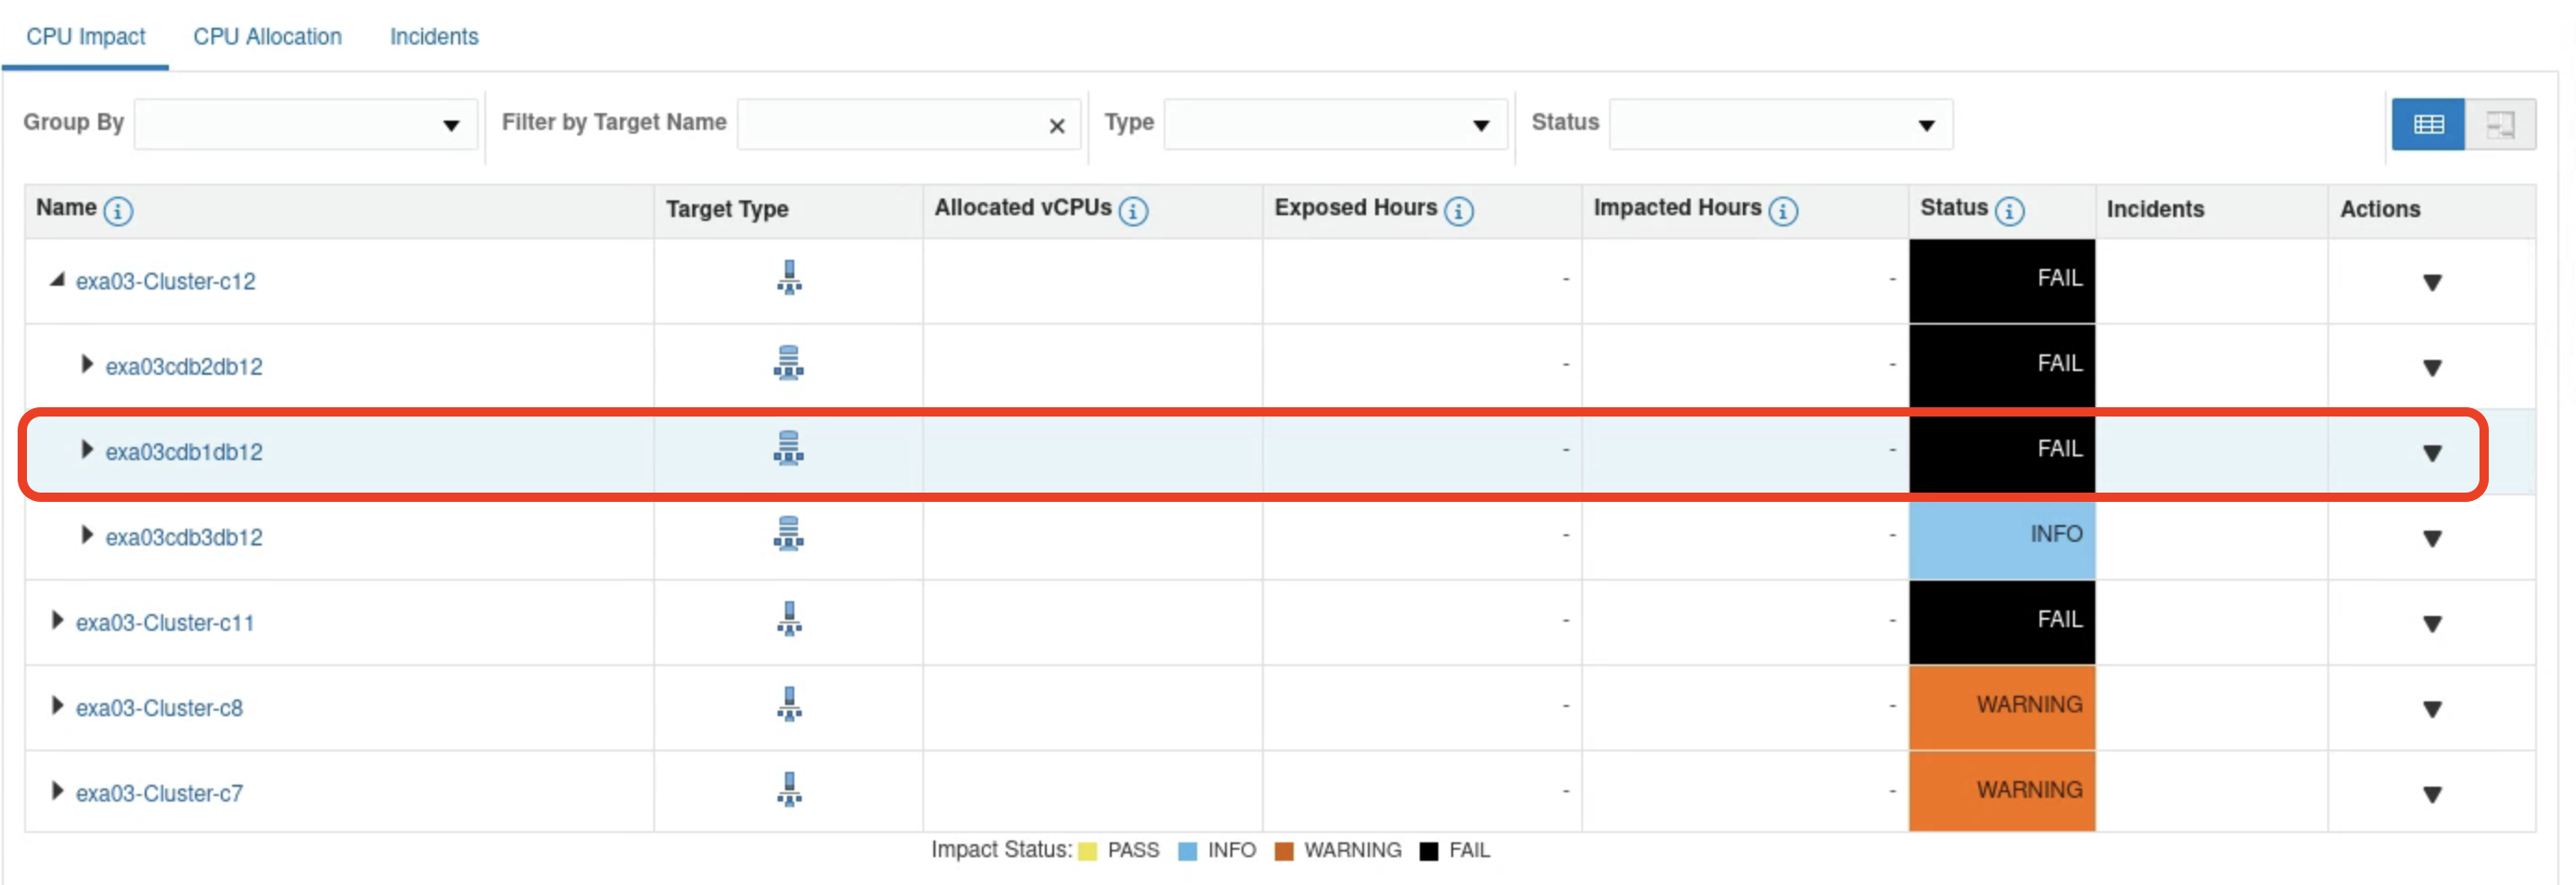 CPU Impact CPU Allocation Incidents
Group By Filter by Target Name Type Status
Name Target Type Allocated vCPUs Exposed Hours Impacted Hours Status Incidents Actions
exa03-Cluster-c12 - - FAIL
exa03cdb2db12 - - FAIL
exa03cdb1db12 - - FAIL
exa03cdb3db12 - - INFO
exa03-Cluster-c11 - - FAIL
exa03-Cluster-c8 - - WARNING
exa03-Cluster-c7 - - WARNING
Impact Status: PASS INFO WARNING FAIL